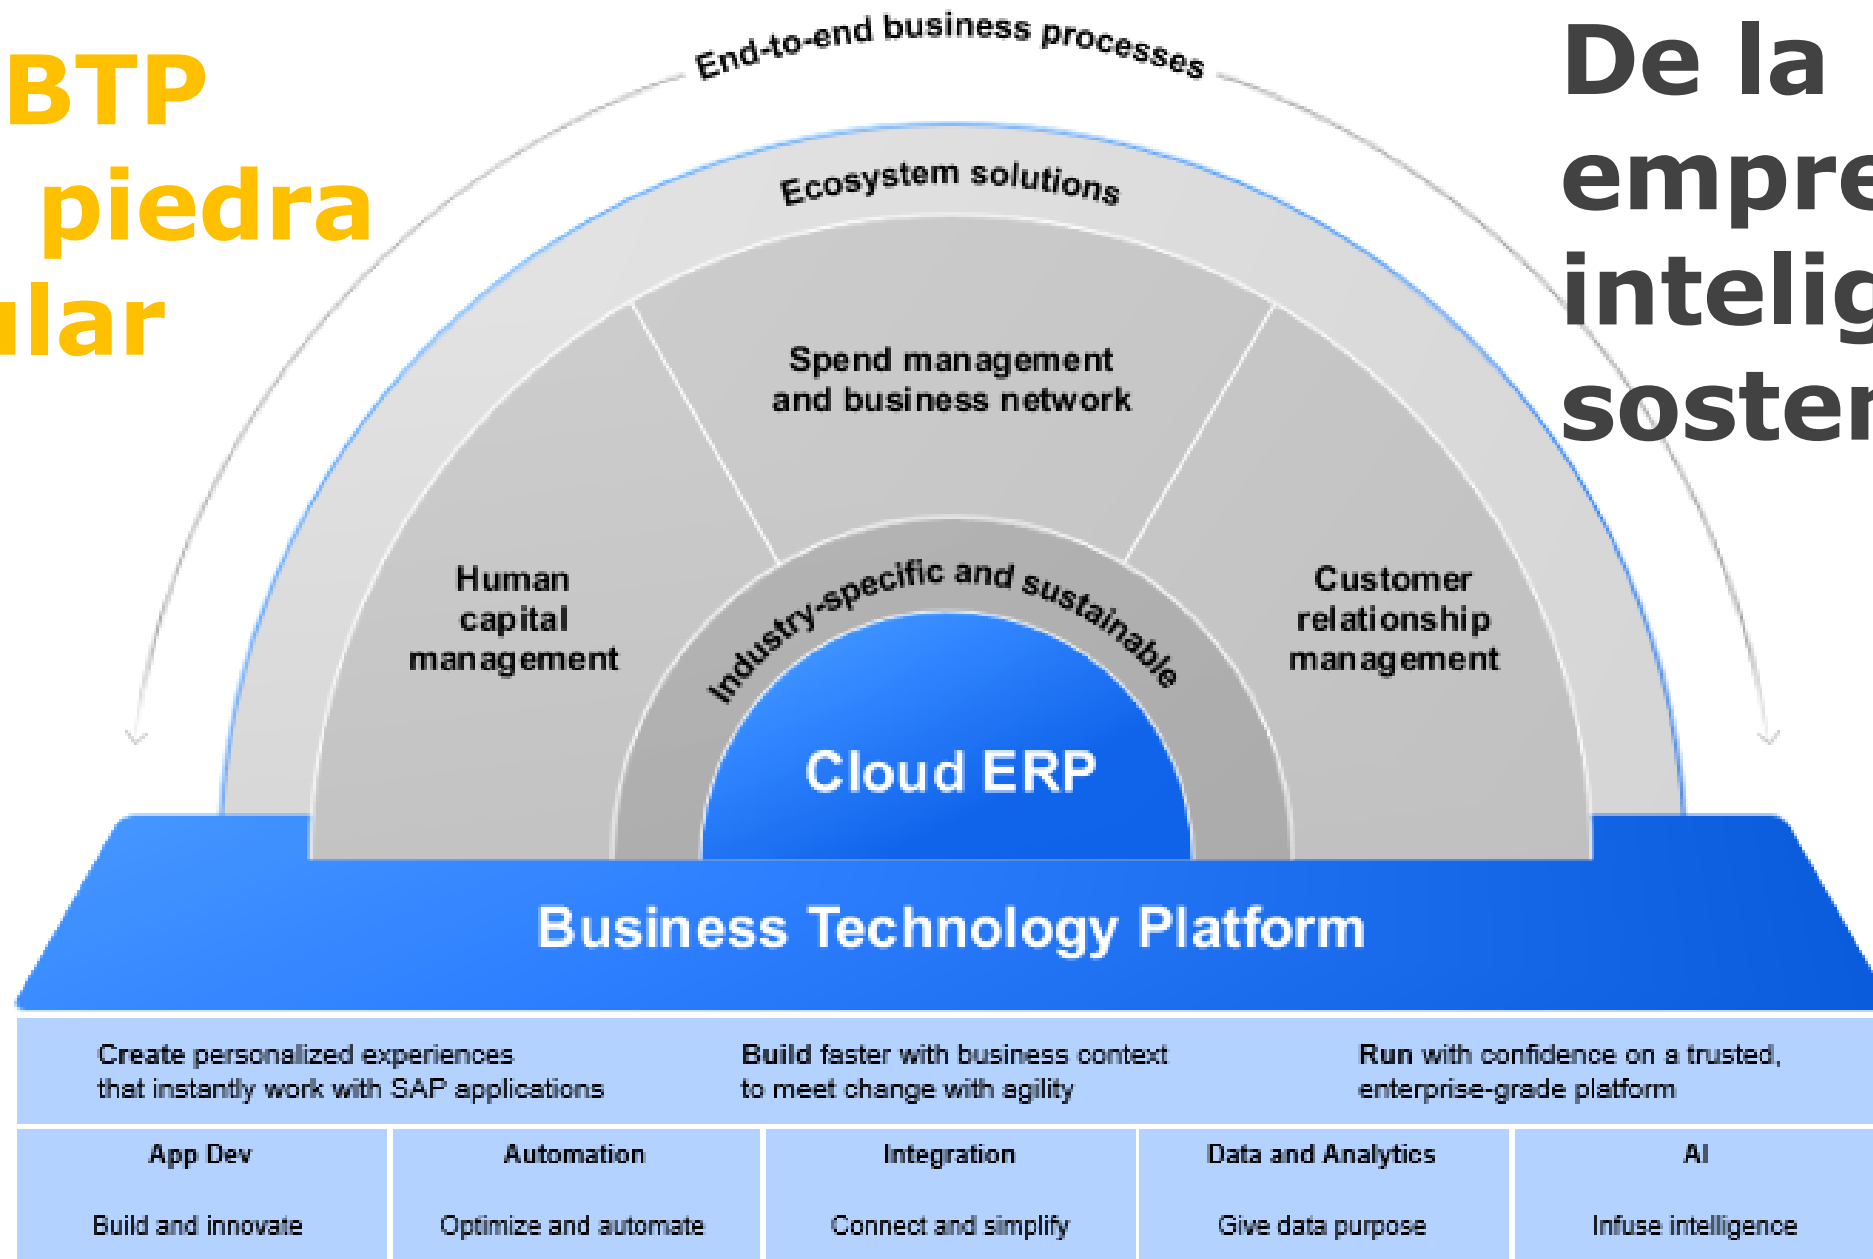 BTP
piedra
De la
End-to-end business processes
Ecosystem solutions
Spend management
and business network
Human
capital
management
Industry-specific and sustainable
Customer
relationship
management
Cloud ERP
Business Technology Platform
Create personalized experiences
that instantly work with SAP applications
Build faster with business context
to meet change with agility
Run with confidence on a trusted,
enterprise-grade platform
App Dev
Build and innovate
Automation
Optimize and automate
Integration
Connect and simplify
Data and Analytics
Give data purpose
AI
Infuse intelligence